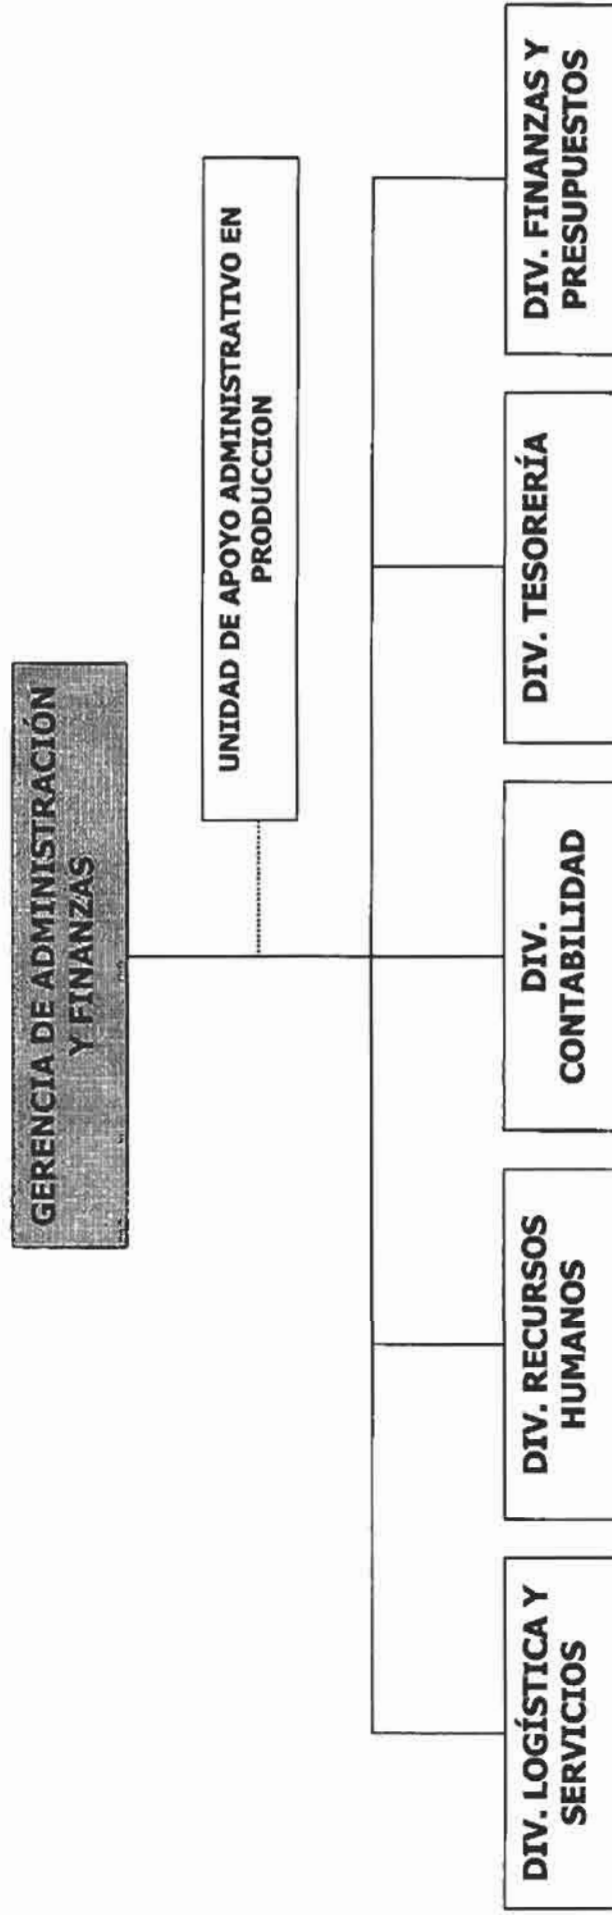 GERENCIA DE ADMINISTRACIÓN
Y FINANZAS
UNIDAD DE APOYO ADMINISTRATIVO EN
PRODUCCION
DIV. LOGÍSTICA Y
SERVICIOS
DIV. RECURSOS
HUMANOS
DIV.
CONTABILIDAD
DIV. TESORERÍA
DIV. FINANZAS Y
PRESUPUESTOS